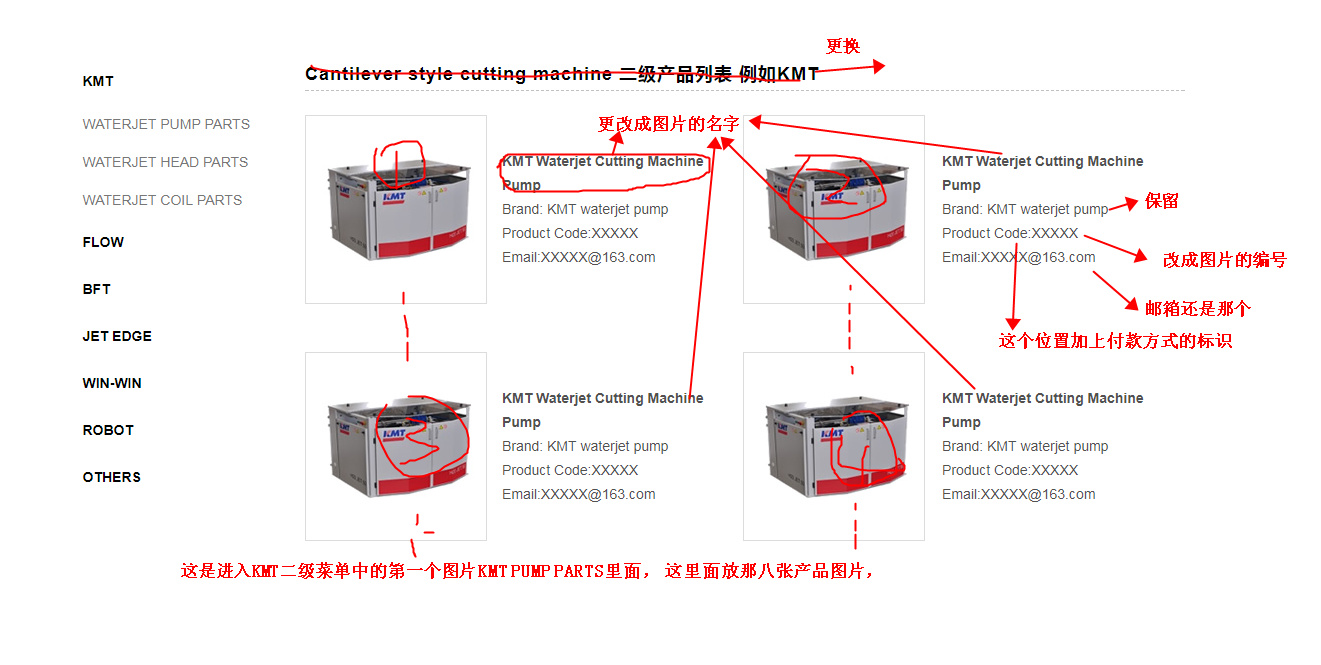 更换
Cantilever style cutting machine 二级产品列表 例如KMT
KMT
WATERJET PUMP PARTS
WATERJET HEAD PARTS
WATERJET COIL PARTS
FLOW
BFT
JET EDGE
WIN-WIN
ROBOT
OTHERS
更改成图片的名字
1
KMT
KMT Waterjet Cutting Machine
Pump
Brand: KMT waterjet pump
Product Code:XXXXX
Email:XXXXX@163.com
2
KMT
KMT Waterjet Cutting Machine
Pump
Brand: KMT waterjet pump
Product Code:XXXXX
Email:XXXXX@163.com
保留
改成图片的编号
邮箱还是那个
这个位置加上付款方式的标识
3
KMT
KMT Waterjet Cutting Machine
Pump
Brand: KMT waterjet pump
Product Code:XXXXX
Email:XXXXX@163.com
4
KMT
KMT Waterjet Cutting Machine
Pump
Brand: KMT waterjet pump
Product Code:XXXXX
Email:XXXXX@163.com
这是进入KMT二级菜单中的第一个图片KMT PUMP PARTS里面， 这里面放那八张产品图片，